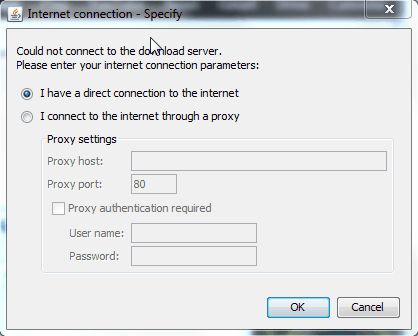 Internet connection - Specify
Could not connect to the download server.
Please enter your internet connection parameters:
I have a direct connection to the internet
I connect to the internet through a proxy
Proxy settings
Proxy host:
Proxy port: 80
Proxy authentication required
User name:
Password:
OK Cancel